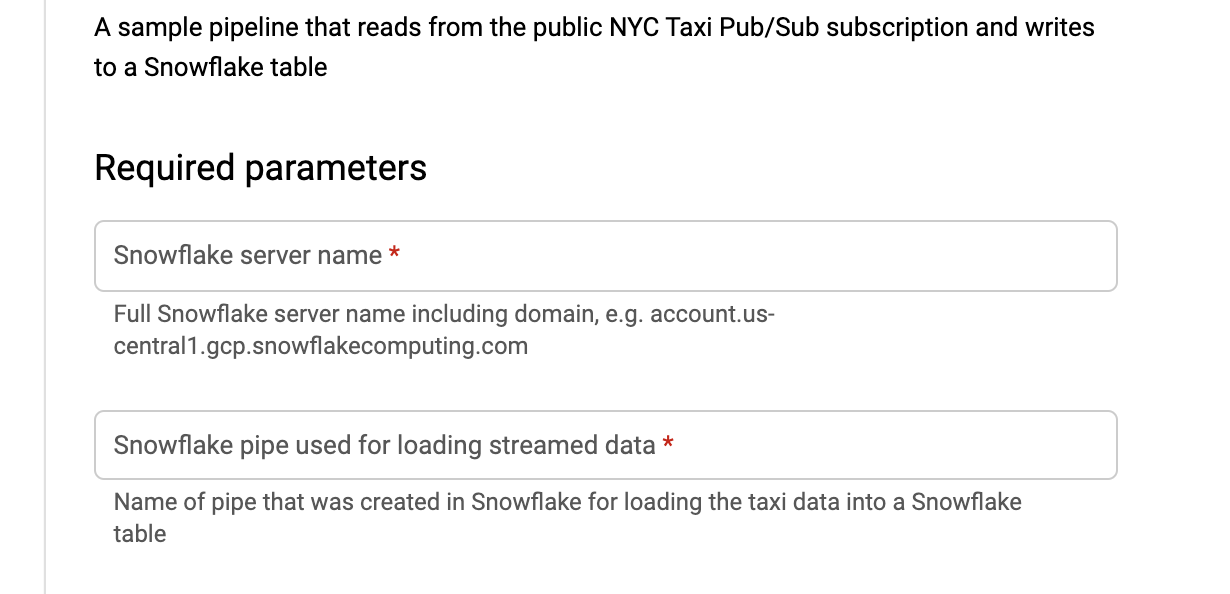 A sample pipeline that reads from the public NYC Taxi Pub/Sub subscription and writes
to a Snowflake table
Required parameters
Snowflake server name *
Full Snowflake server name including domain, e.g. account.us-
central1.gcp.snowflakecomputing.com
Snowflake pipe used for loading streamed data *
Name of pipe that was created in Snowflake for loading the taxi data into a Snowflake
table